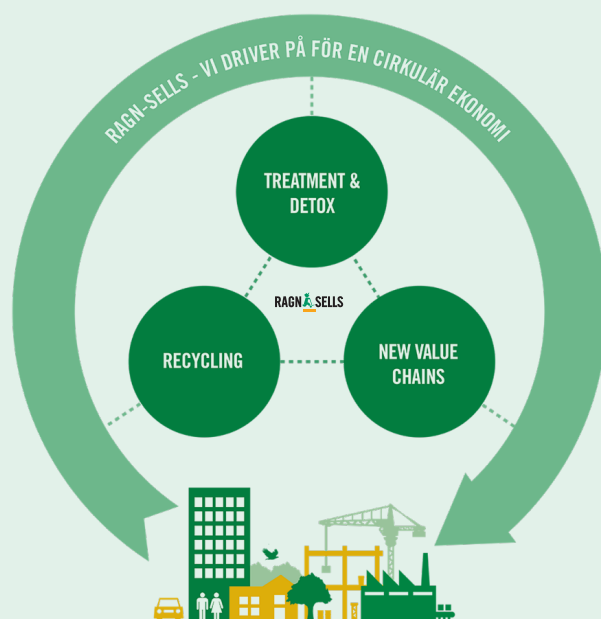 RAGN-SELLS - VI DRIVER PÅ FÖR EN CIRKULÄR EKONOMI
TREATMENT &
DETOX
RAGN SELLS
RECYCLING
NEW VALUE
CHAINS